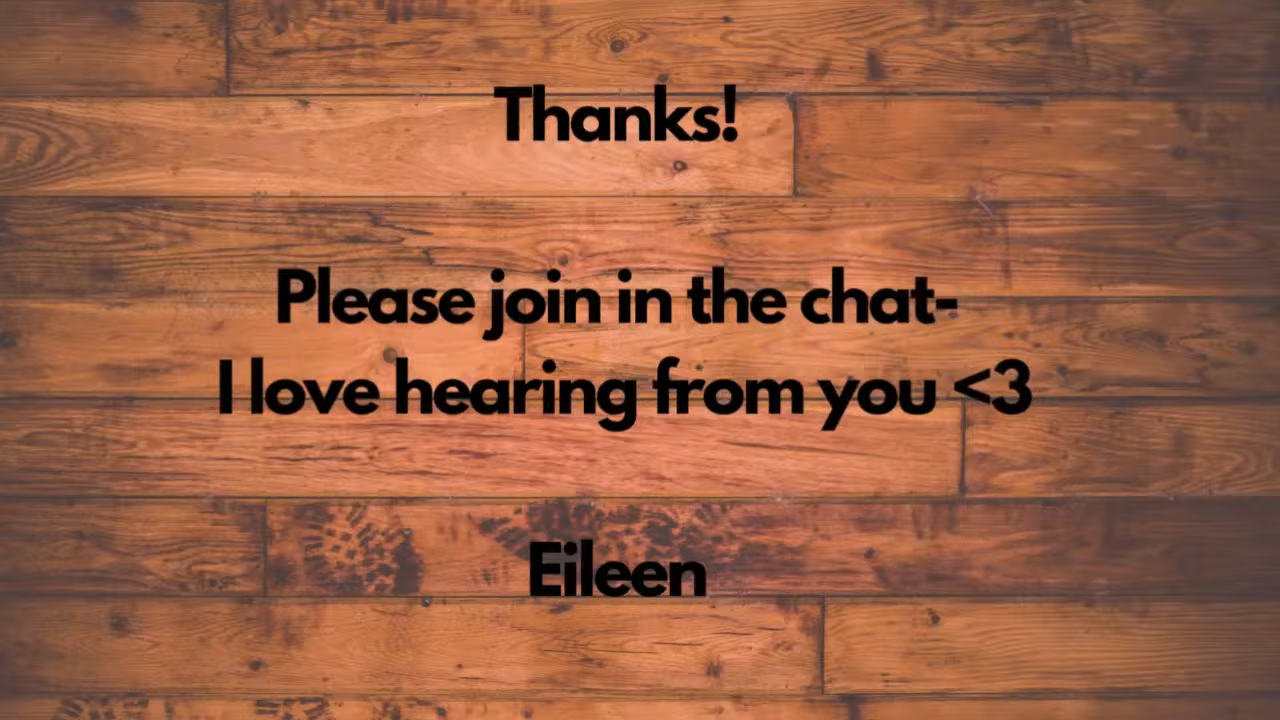 Thanks!
Please join in the chat-
I love hearing from you <3
Eileen